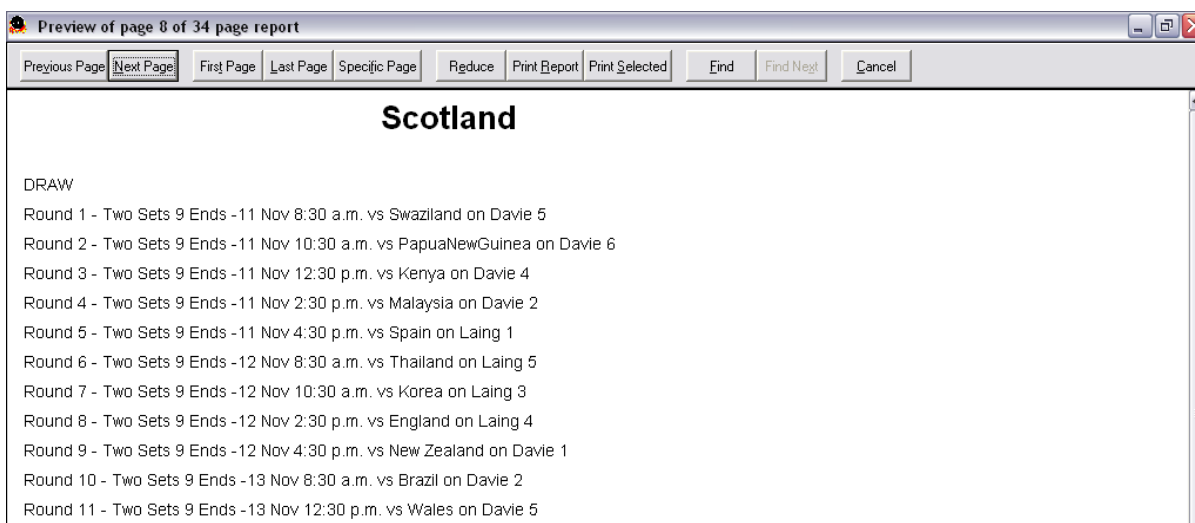 Preview of page 8 of 34 page report
Previous Page Next Page First Page Last Page Specific Page Reduce Print Report Print Selected Find Find Next Cancel
Scotland
DRAW
Round 1 - Two Sets 9 Ends -11 Nov 8:30 a.m. vs Swaziland on Davie 5
Round 2 - Two Sets 9 Ends -11 Nov 10:30 a.m. vs PapuaNewGuinea on Davie 6
Round 3 - Two Sets 9 Ends -11 Nov 12:30 p.m. vs Kenya on Davie 4
Round 4 - Two Sets 9 Ends -11 Nov 2:30 p.m. vs Malaysia on Davie 2
Round 5 - Two Sets 9 Ends -11 Nov 4:30 p.m. vs Spain on Laing 1
Round 6 - Two Sets 9 Ends -12 Nov 8:30 a.m. vs Thailand on Laing 5
Round 7 - Two Sets 9 Ends -12 Nov 10:30 a.m. vs Korea on Laing 3
Round 8 - Two Sets 9 Ends -12 Nov 2:30 p.m. vs England on Laing 4
Round 9 - Two Sets 9 Ends -12 Nov 4:30 p.m. vs New Zealand on Davie 1
Round 10 - Two Sets 9 Ends -13 Nov 8:30 a.m. vs Brazil on Davie 2
Round 11 - Two Sets 9 Ends -13 Nov 12:30 p.m. vs Wales on Davie 5